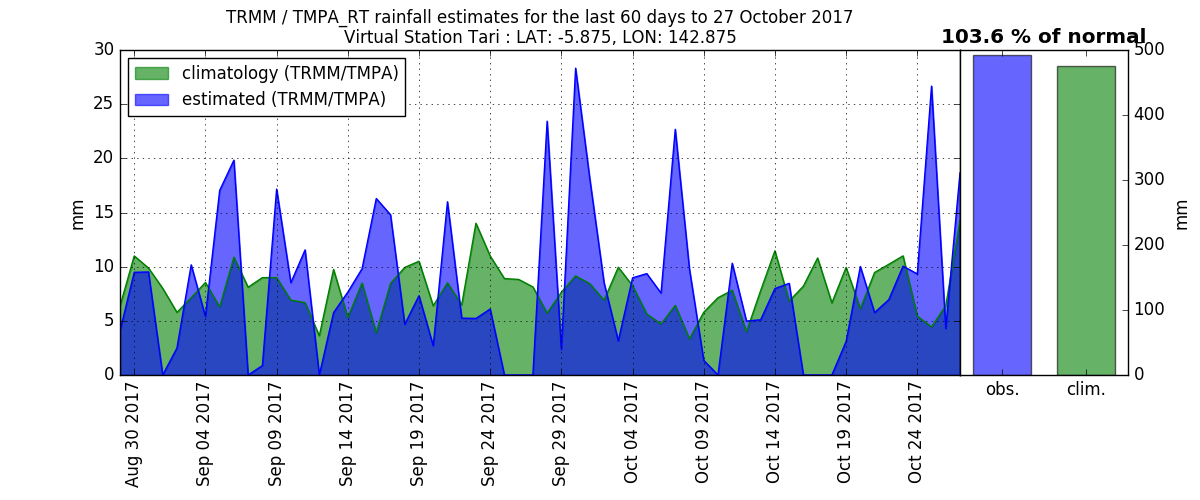 TRMM / TMPA_RT rainfall estimates for the last 60 days to 27 October 2017
Virtual Station Tari : LAT: -5.875, LON: 142.875
103.6 % of normal
climatology (TRMM/TMPA)
estimated (TRMM/TMPA)
mm
30
25
20
15
10
5
0
Aug 30 2017
Sep 04 2017
Sep 09 2017
Sep 14 2017
Sep 19 2017
Sep 24 2017
Sep 29 2017
Oct 04 2017
Oct 09 2017
Oct 14 2017
Oct 19 2017
Oct 24 2017
obs.
clim.
500
400
300
200
100
0
mm